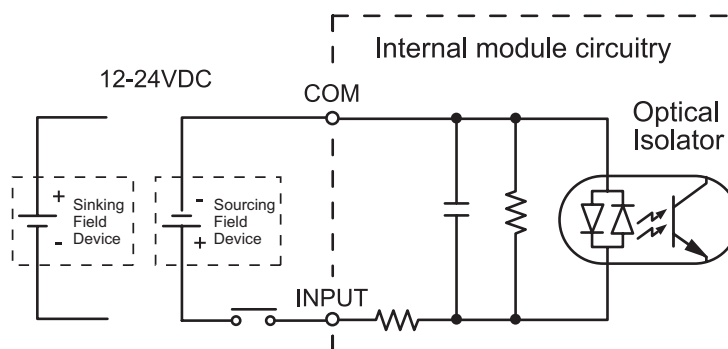 Internal module circuitry
12-24VDC
COM
Optical
Isolator
+
Sinking
Field
Device
-
-
Sourcing
Field
Device
+
INPUT